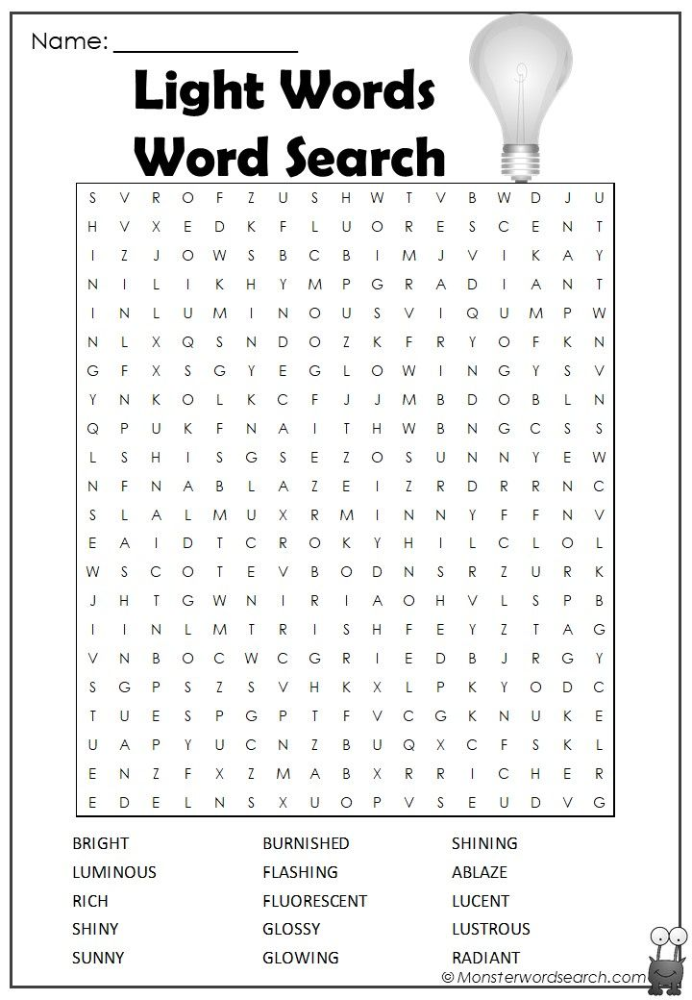 Name: _______________
Light Words
Word Search
S V R O F Z U S H W T V B W D J U
H V X E D K F L U O R E S C E N T
I Z J O W S B C B I M J V I K A Y
N I L I K H Y M P G R A D I A N T
I N L U M I N O U S V I Q U M P W
N L X Q S N D O Z K F R Y O F K N
G F X S G Y E G L O W I N G Y S V
Y N K O L K C F J J M B D O B L N
Q P U K F N A I T H W B N G C S S
L S H I S G S E Z O S U N N Y E W
N F N A B L A Z E I Z R D R R N C
S L A L M U X R M I N N Y F F N V
E A I D T C R O K Y H I L C L O L
W S C O T E V B O D N S R Z U R K
J H T G W N I R I A O H V L S P B
I I N L M T R I S H F E Y Z T A G
V N B O C W C G R I E D B J R G Y
S G P S Z S V H K X L P K Y O D C
T U E S P G P T F V C G K N U K E
U A P Y U C N Z B U Q X C F S K L
E N Z F X Z M A B X R R I C H E R
E D E L N S X U O P V S E U D V G
BRIGHT BURNISHED SHINING
LUMINOUS FLASHING ABLAZE
RICH FLUORESCENT LUCENT
SHINY GLOSSY LUSTROUS
SUNNY GLOWING RADIANT
© Monsterwordsearch.com